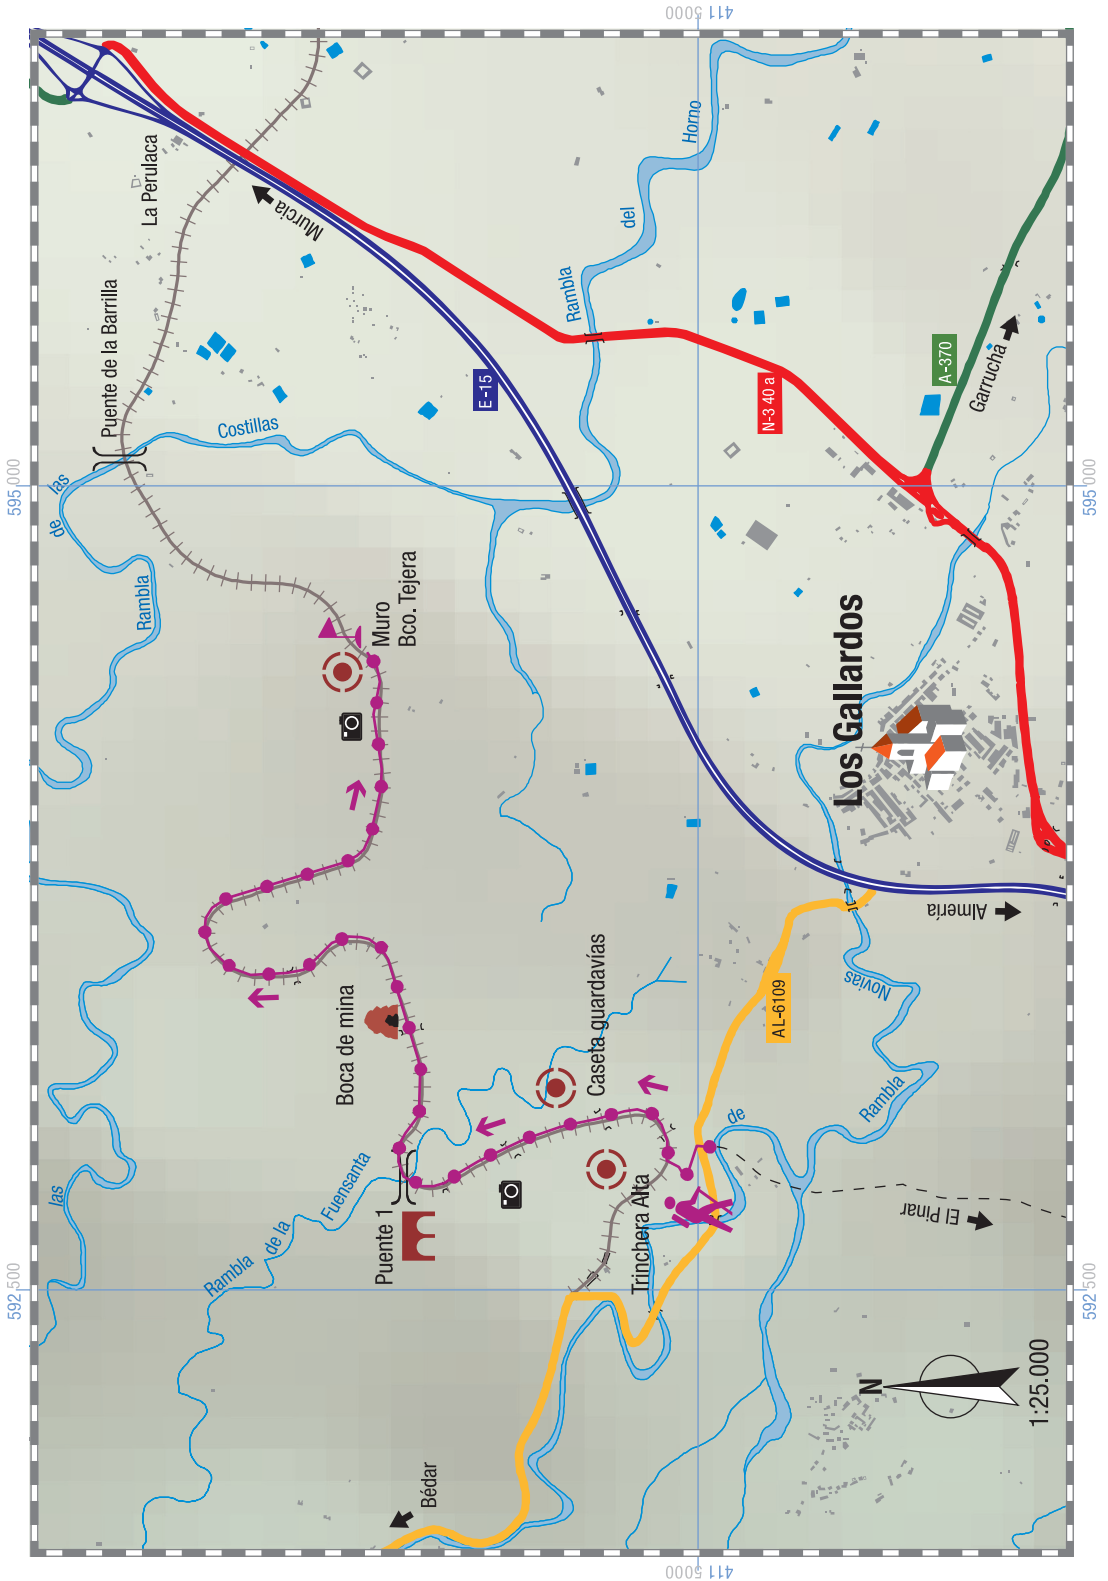 411 5000
La Perulaca
Murcia
Puente de la Barrilla
Horno
del
Rambla
Costillas
las
de
Rambla
E-15
N-3 40 a
A-370
Garrucha
595 000
595 000
Muro
Bco. Tejera
Los Gallardos
Almería
Boca de mina
Caseta guardavías
AL-6109
Novias
Rambla
de
Puente 1
Fuensanta
de la
Rambla
las
Trinchera Alta
El Pinar
592 500
592 500
Bédar
N
1:25.000
411 5000